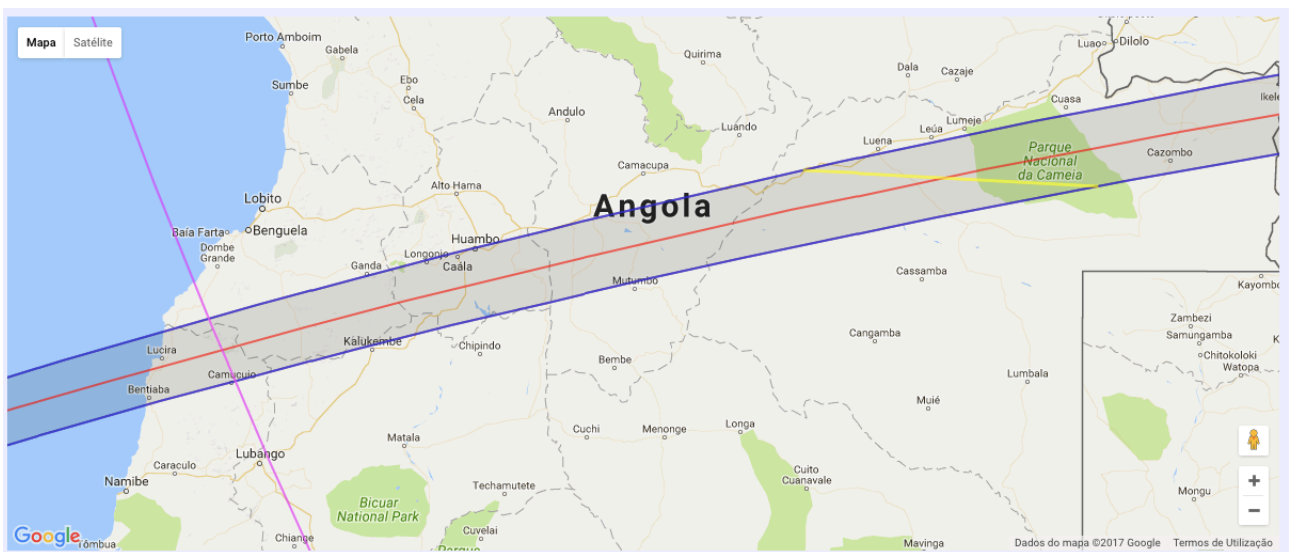 Mapa Satélite
Porto Amboim
Gabela
Quirima
Luao
Dilolo
Dala
Cazaje
Ebo
Sumbe
Cela
Andulo
Cuasa
Luando
Leúa
Lumeje
Luena
Parque
Nacional
da Cameia
Cazombo
Camacupa
Alto Hama
Lobito
Angola
Baía Farta
Benguela
Dombe
Grande
Huambo
Longonjo
Ganda
Caála
Cassamba
Mutumbo
Kayombo
Zambezi
Samungamba
Chitokoloki
Watopa
Lucira
Kalukembe
Chipindo
Cangamba
Bembe
Camucuio
Bentiaba
Lumbala
Muié
Cuchi
Menongue
Longa
Matala
Lubango
Caraculo
Namibe
Cuito
Cuanavale
Techamutete
Bicuar
National Park
Mongu
Cuvelai
Chiange
Mavinga
Google
Dados do mapa ©2017 Google Termos de Utilização